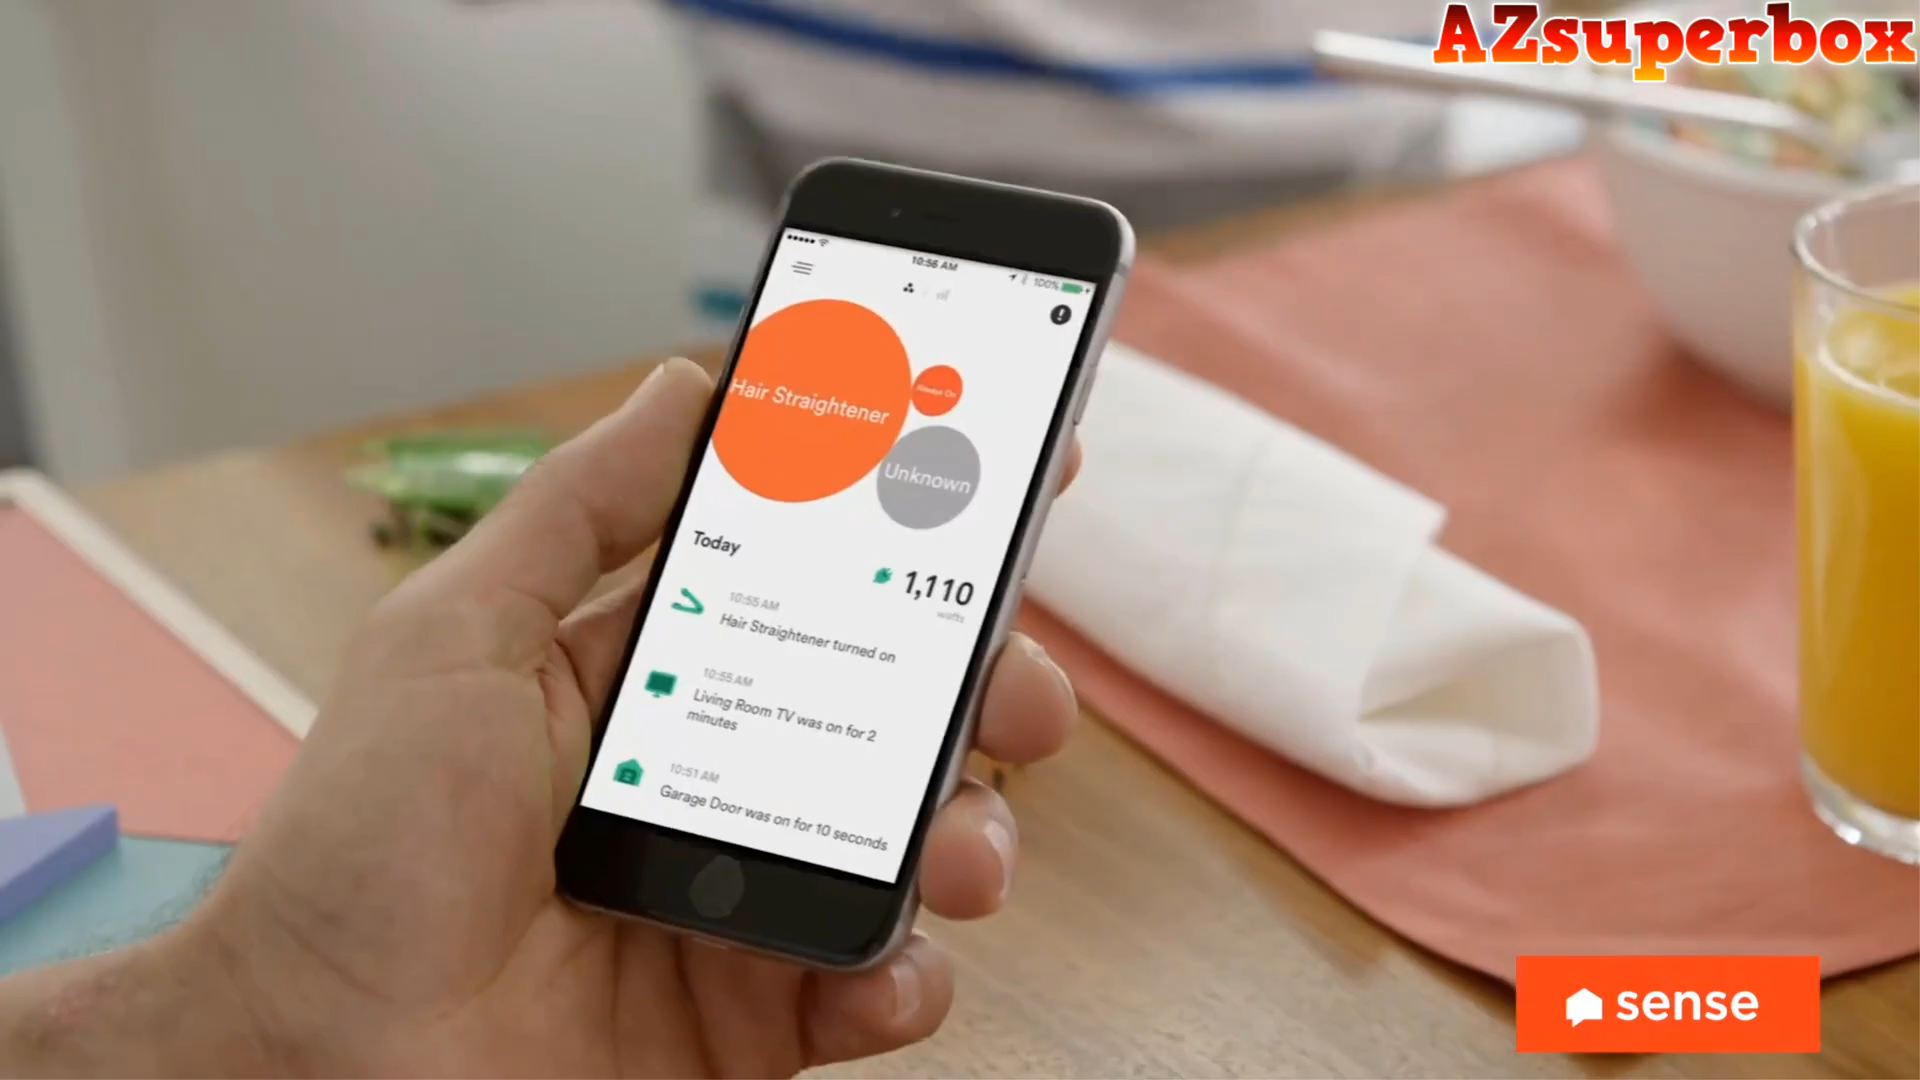 AZsuperbox
10:56 AM
100%
Hair Straightener
Always On
Unknown
Today
1,110
watts
10:55 AM
Hair Straightener turned on
10:55 AM
Living Room TV was on for 2
minutes
10:51 AM
Garage Door was on for 10 seconds
sense